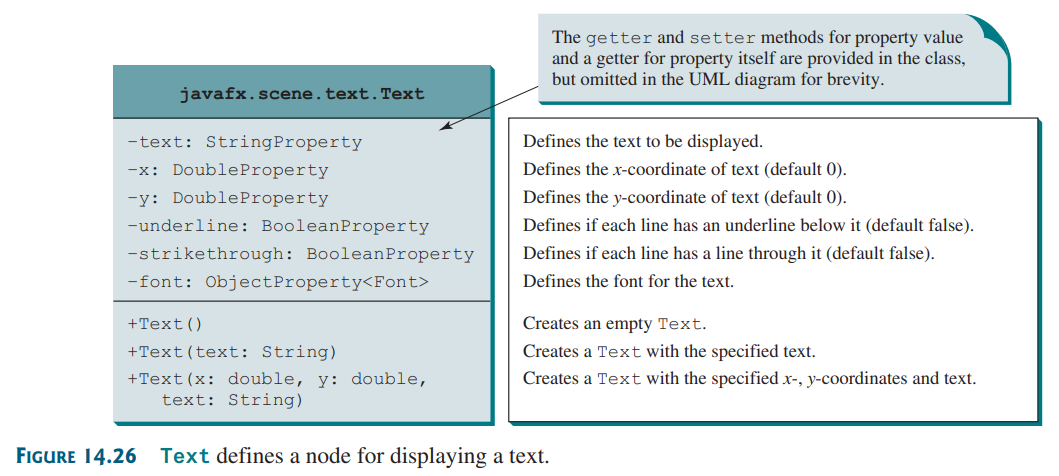 The getter and setter methods for property value
and a getter for property itself are provided in the class,
but omitted in the UML diagram for brevity.
javafx.scene.text.Text
-text: StringProperty
Defines the text to be displayed.
-x: DoubleProperty
Defines the x-coordinate of text (default 0).
-y: DoubleProperty
Defines the y-coordinate of text (default 0).
-underline: BooleanProperty
Defines if each line has an underline below it (default false).
-strikethrough: BooleanProperty
Defines if each line has a line through it (default false).
-font: ObjectProperty<Font>
Defines the font for the text.
+Text()
Creates an empty Text.
+Text(text: String)
Creates a Text with the specified text.
+Text(x: double, y: double,
text: String)
Creates a Text with the specified x-, y-coordinates and text.
FIGURE 14.26 Text defines a node for displaying a text.